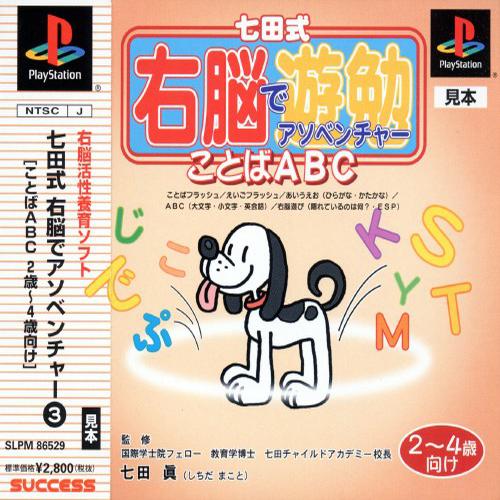 PlayStation
NTSC J
右脳活性養育ソフト
七田式 右脳でアソベンチャー3
[ことばABC 2歳〜4歳向け]
見本
SLPM 86529
標準価格¥2,800(税抜)
SUCCESS
PlayStation
七田式
PlayStation
見本
右脳で遊勉
アソベンチャー
ことばABC
ことばフラッシュ/えいごフラッシュ/あいうえお(ひらがな・かたかな)/
ABC(大文字・小文字・英会話)/右脳遊び(隠れているのは何?・ESP)
じ
だ
こ
ぷ
K
S
Y
T
M
監修
国際学士院フェロー 教育学博士 七田チャイルドアカデミー校長
七田 眞(しちだ まこと)
2〜4歳
向け